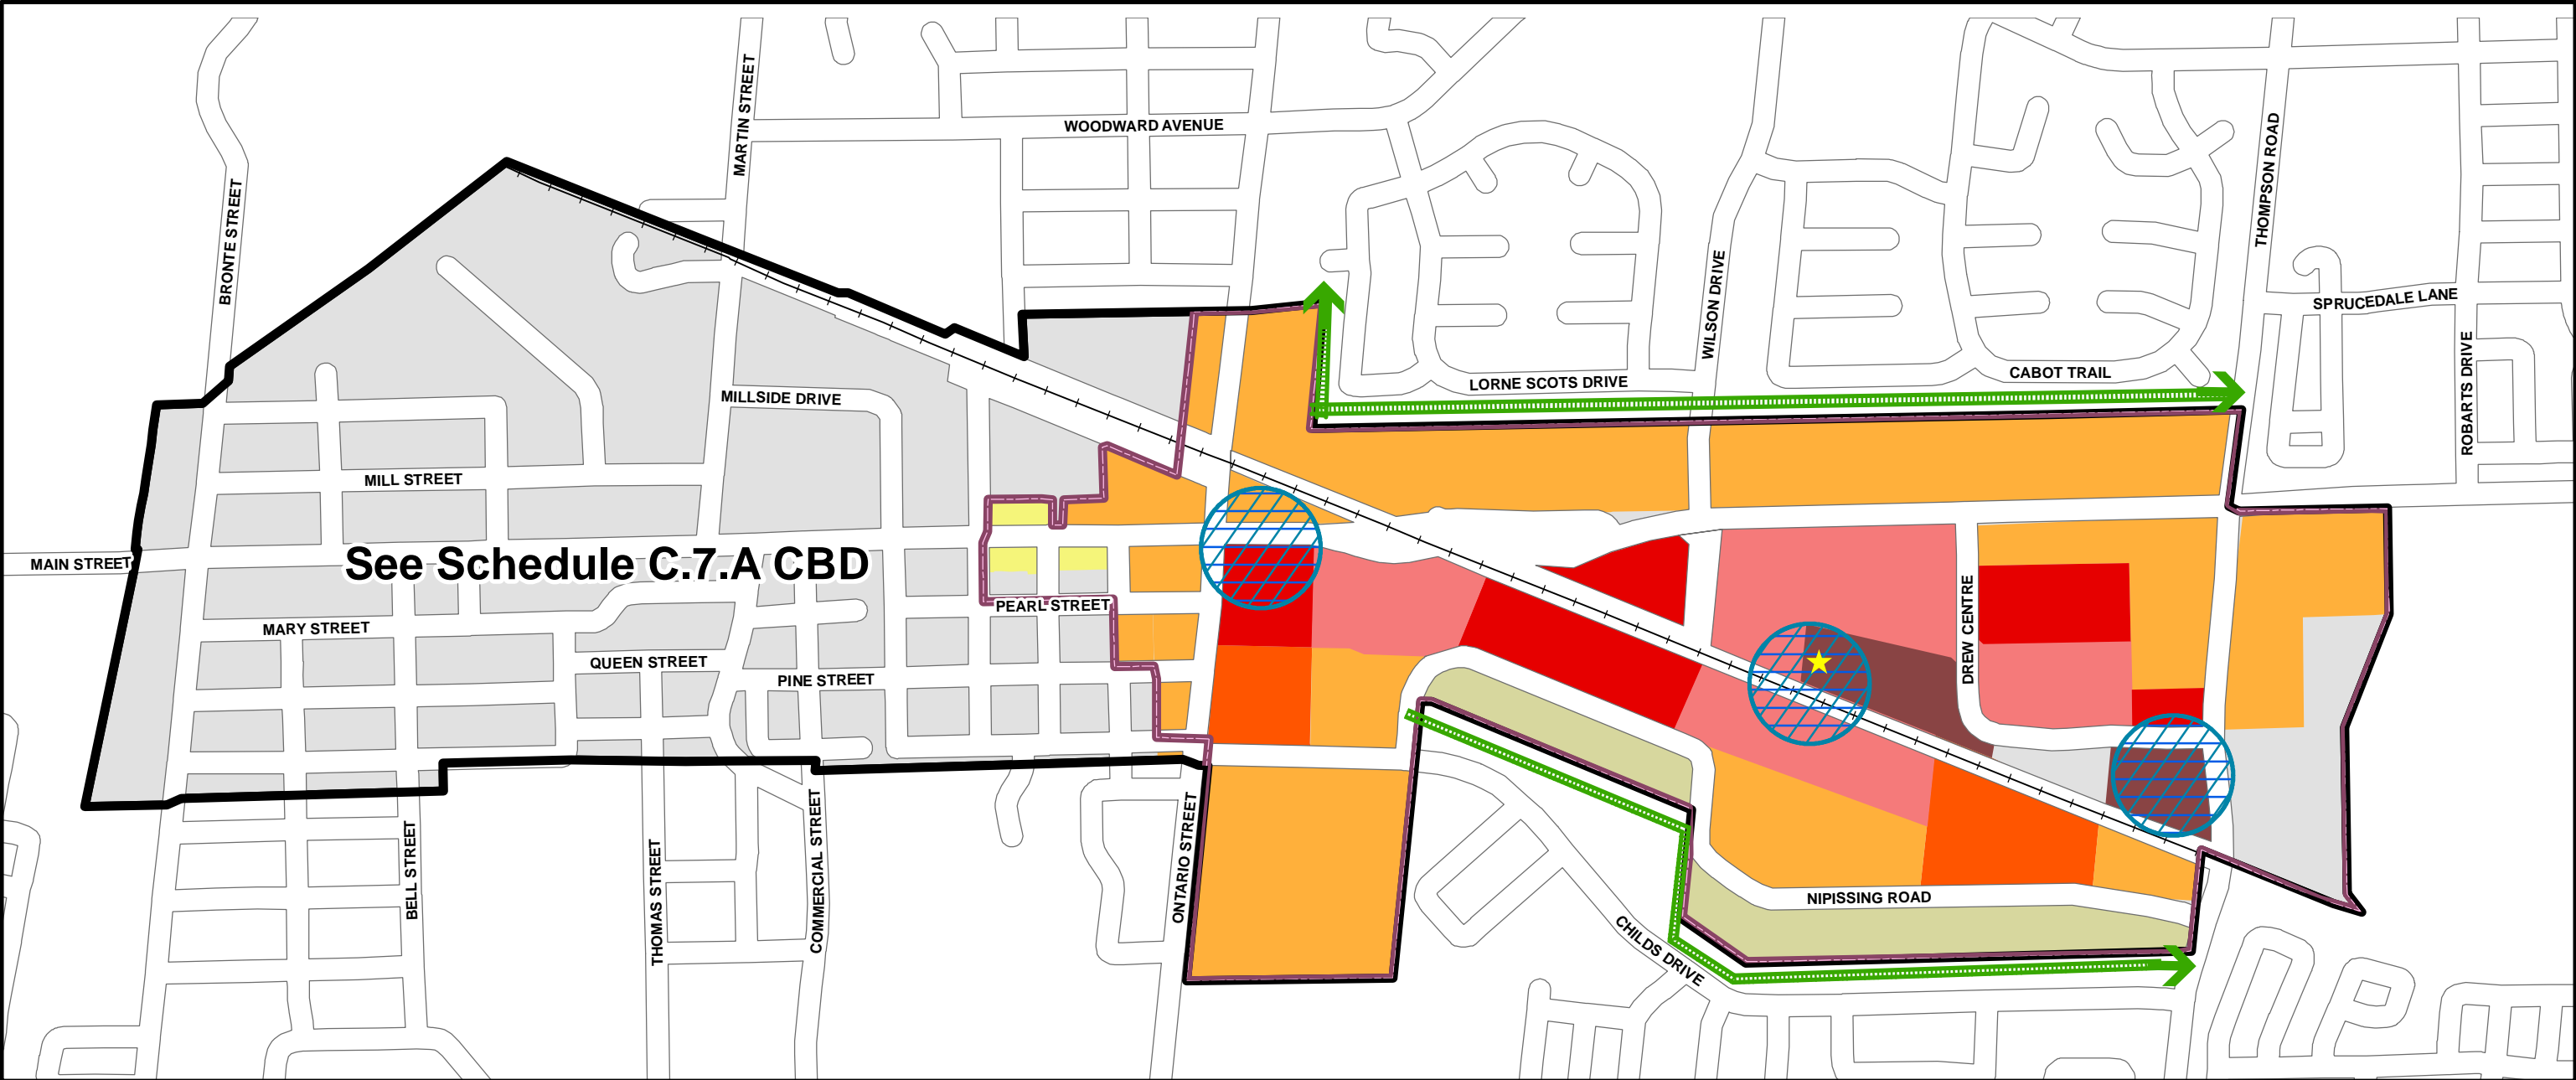 WOODWARD AVENUE
MARTIN STREET
THOMPSON ROAD
BRONTE STREET
WILSON DRIVE
SPRUCEDALE LANE
ROBARTS DRIVE
CABOT TRAIL
LORNE SCOTS DRIVE
MILLSIDE DRIVE
MILL STREET
MAIN STREET
See Schedule C.7.A CBD
PEARL STREET
DREW CENTRE
MARY STREET
QUEEN STREET
PINE STREET
ONTARIO STREET
BELL STREET
THOMAS STREET
COMMERCIAL STREET
NIPISSING ROAD
CHILDS DRIVE